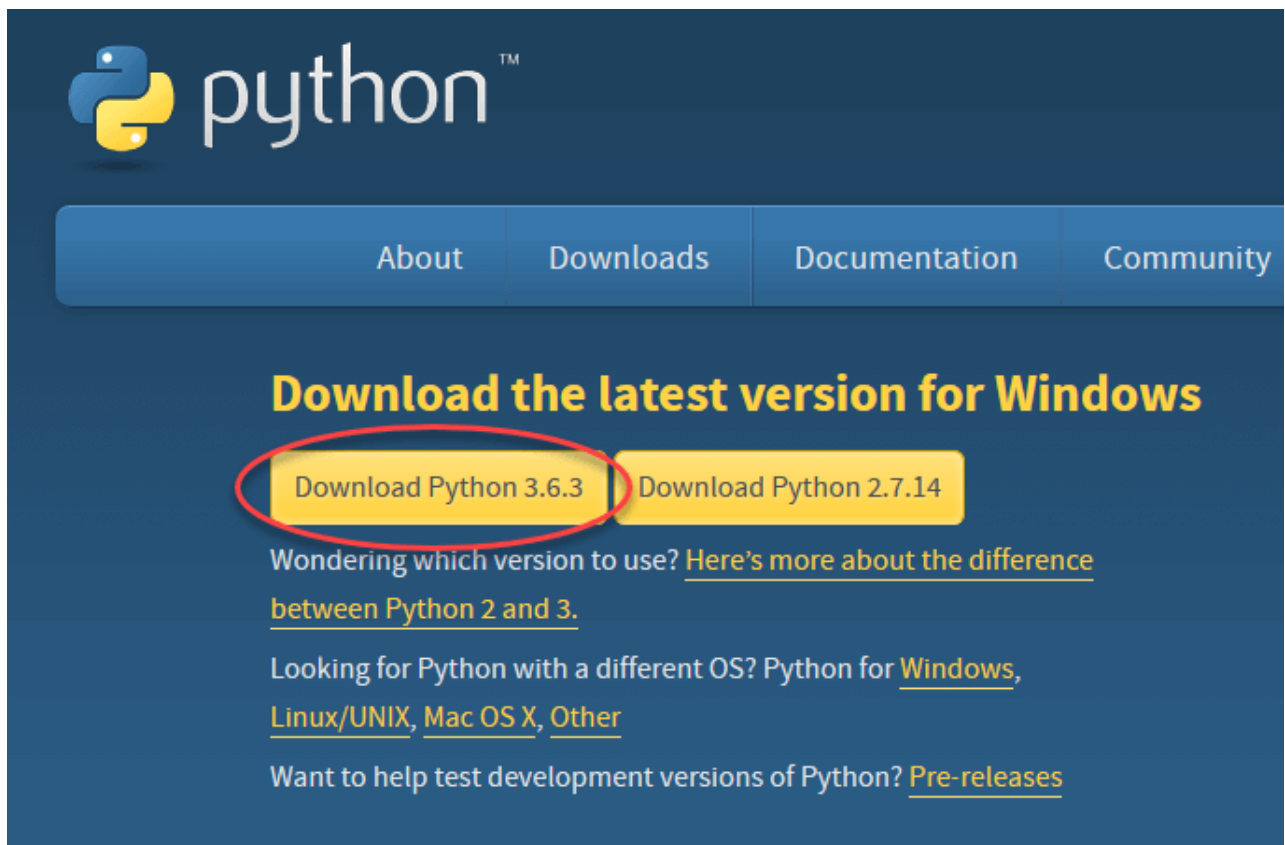 python™
About Downloads Documentation Community
Download the latest version for Windows
Download Python 3.6.3 Download Python 2.7.14
Wondering which version to use? Here's more about the difference
between Python 2 and 3.
Looking for Python with a different OS? Python for Windows,
Linux/UNIX, Mac OS X, Other
Want to help test development versions of Python? Pre-releases